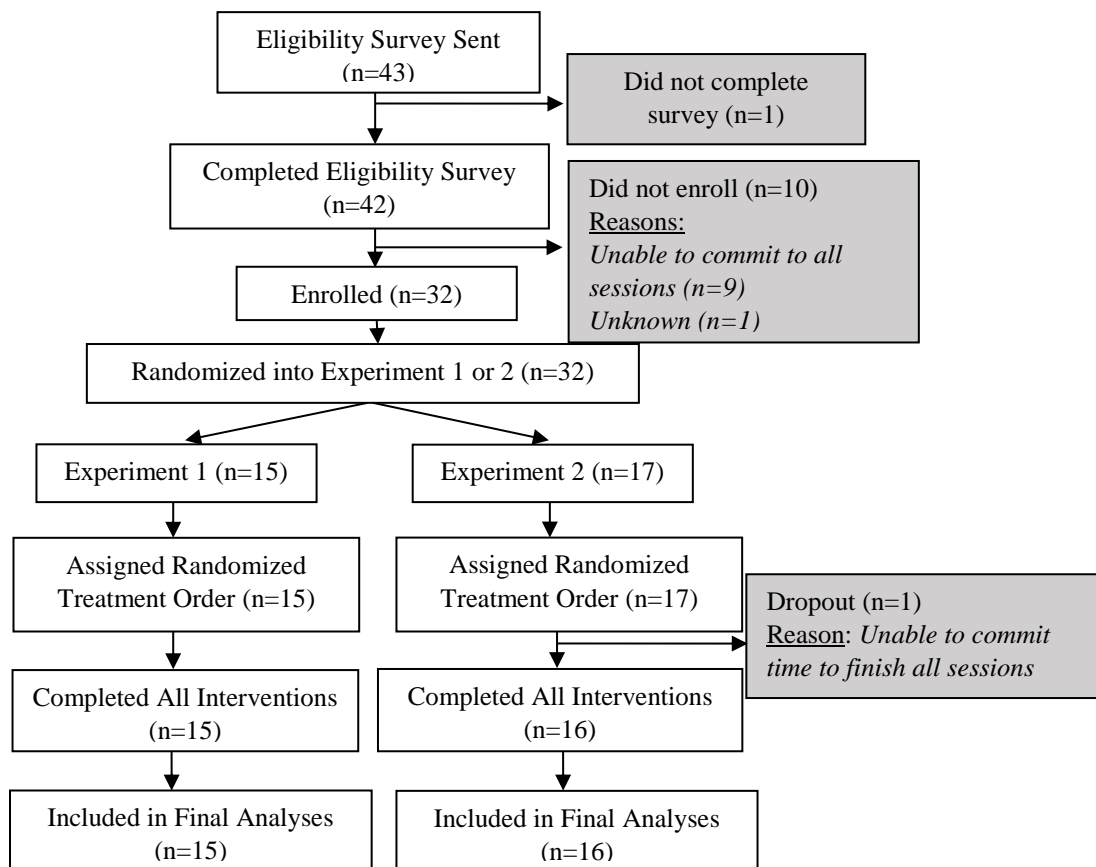 Eligibility Survey Sent
(n=43)
Did not complete
survey (n=1)
Completed Eligibility Survey
(n=42)
Did not enroll (n=10)
Reasons:
Unable to commit to all
sessions (n=9)
Unknown (n=1)
Enrolled (n=32)
Randomized into Experiment 1 or 2 (n=32)
Experiment 1 (n=15)
Experiment 2 (n=17)
Assigned Randomized
Treatment Order (n=15)
Assigned Randomized
Treatment Order (n=17)
Dropout (n=1)
Reason: Unable to commit
time to finish all sessions
Completed All Interventions
(n=15)
Completed All Interventions
(n=16)
Included in Final Analyses
(n=15)
Included in Final Analyses
(n=16)